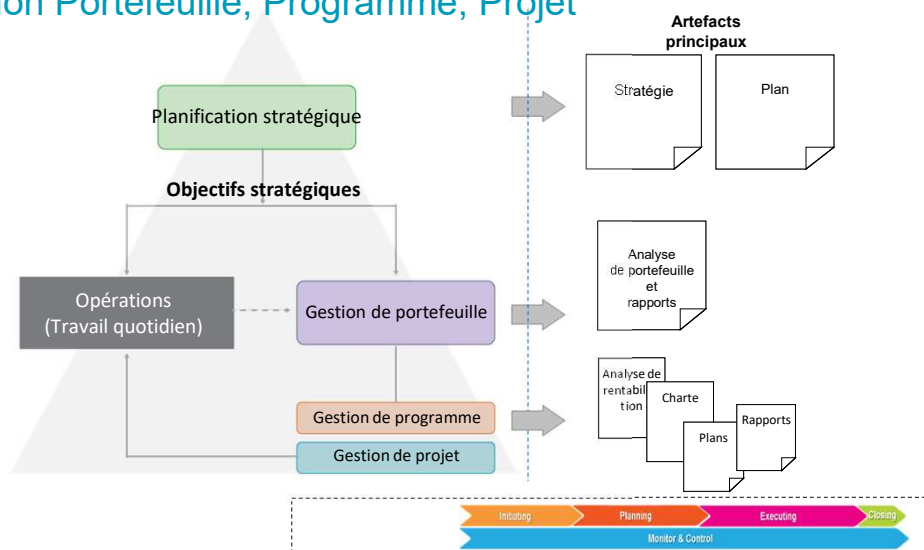 on Portefeuille, Programme, Projet
Artefacts
principaux
Planification stratégique
Stratégie
Plan
Objectifs stratégiques
Opérations
(Travail quotidien)
Gestion de portefeuille
Analyse
de portefeuille
et
rapports
Gestion de programme
Gestion de projet
Analyse de
rentabil
tion
Charte
Plans
Rapports
Initiating
Planning
Executing
Closing
Monitor & Control